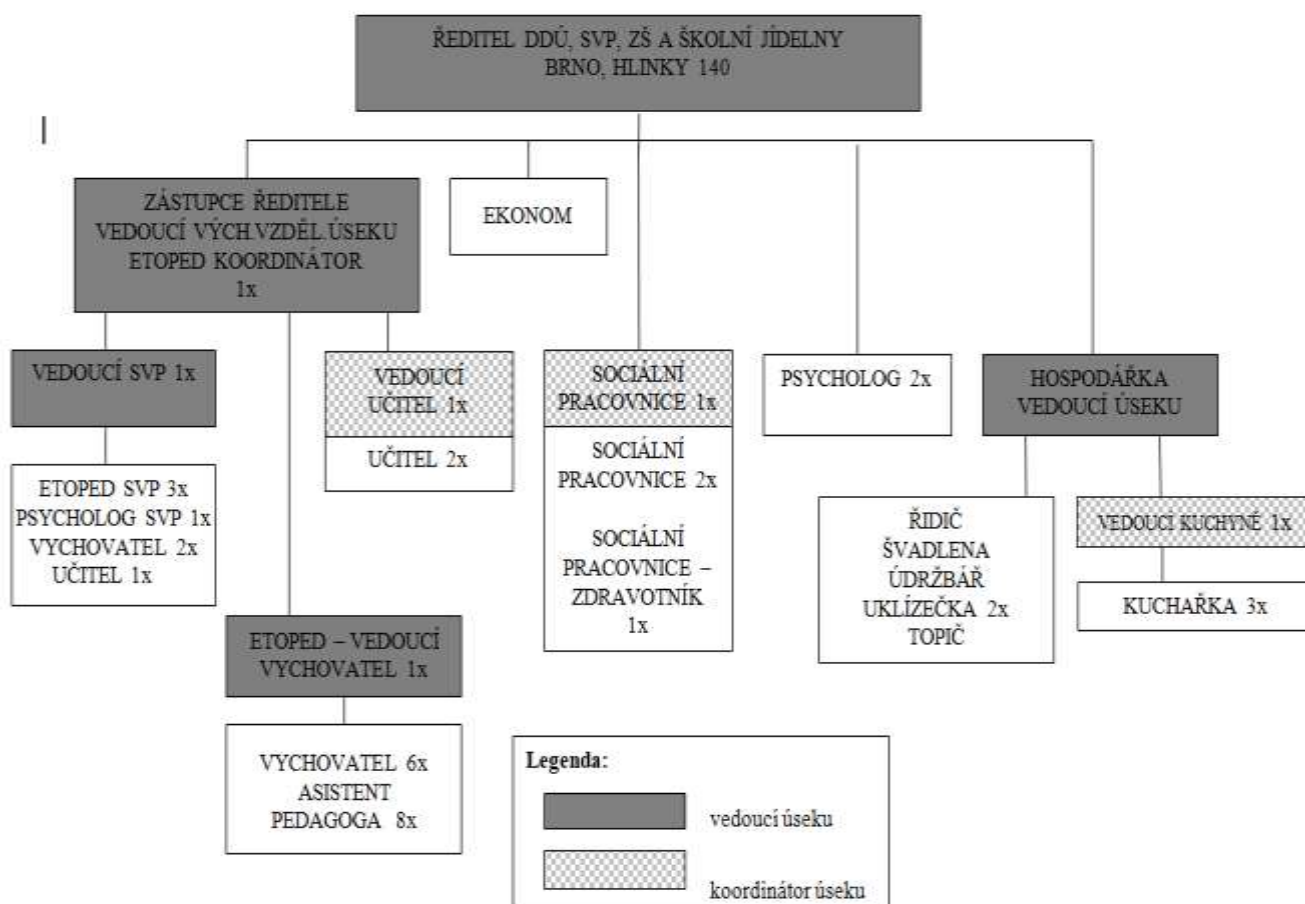 ŘEDITEL DDÚ, SVP, ZŠ A ŠKOLNÍ JÍDELNY
BRNO, HLINKY 140
ZÁSTUPCE ŘEDITELE
VEDOUCÍ VÝCH.VZDĚL.ÚSEKU
ETOPED KOORDINÁTOR
1x
EKONOM
VEDOUCÍ SVP 1x
VEDOUCÍ
UČITEL 1x
UČITEL 2x
SOCIÁLNÍ
PRACOVNICE 1x
SOCIÁLNÍ
PRACOVNICE 2x
SOCIÁLNÍ
PRACOVNICE –
ZDRAVOTNÍK
1x
PSYCHOLOG 2x
HOSPODÁŘKA
VEDOUCÍ ÚSEKU
ETOPED SVP 3x
PSYCHOLOG SVP 1x
VYCHOVATEL 2x
UČITEL 1x
ŘIDIČ
ŠVADLENA
ÚDRŽBÁŘ
UKLÍZEČKA 2x
TOPIČ
VEDOUCÍ KUCHYNĚ 1x
KUCHAŘKA 3x
ETOPED – VEDOUCÍ
VYCHOVATEL 1x
VYCHOVATEL 6x
ASISTENT
PEDAGOGA 8x
Legenda:
vedoucí úseku
koordinátor úseku